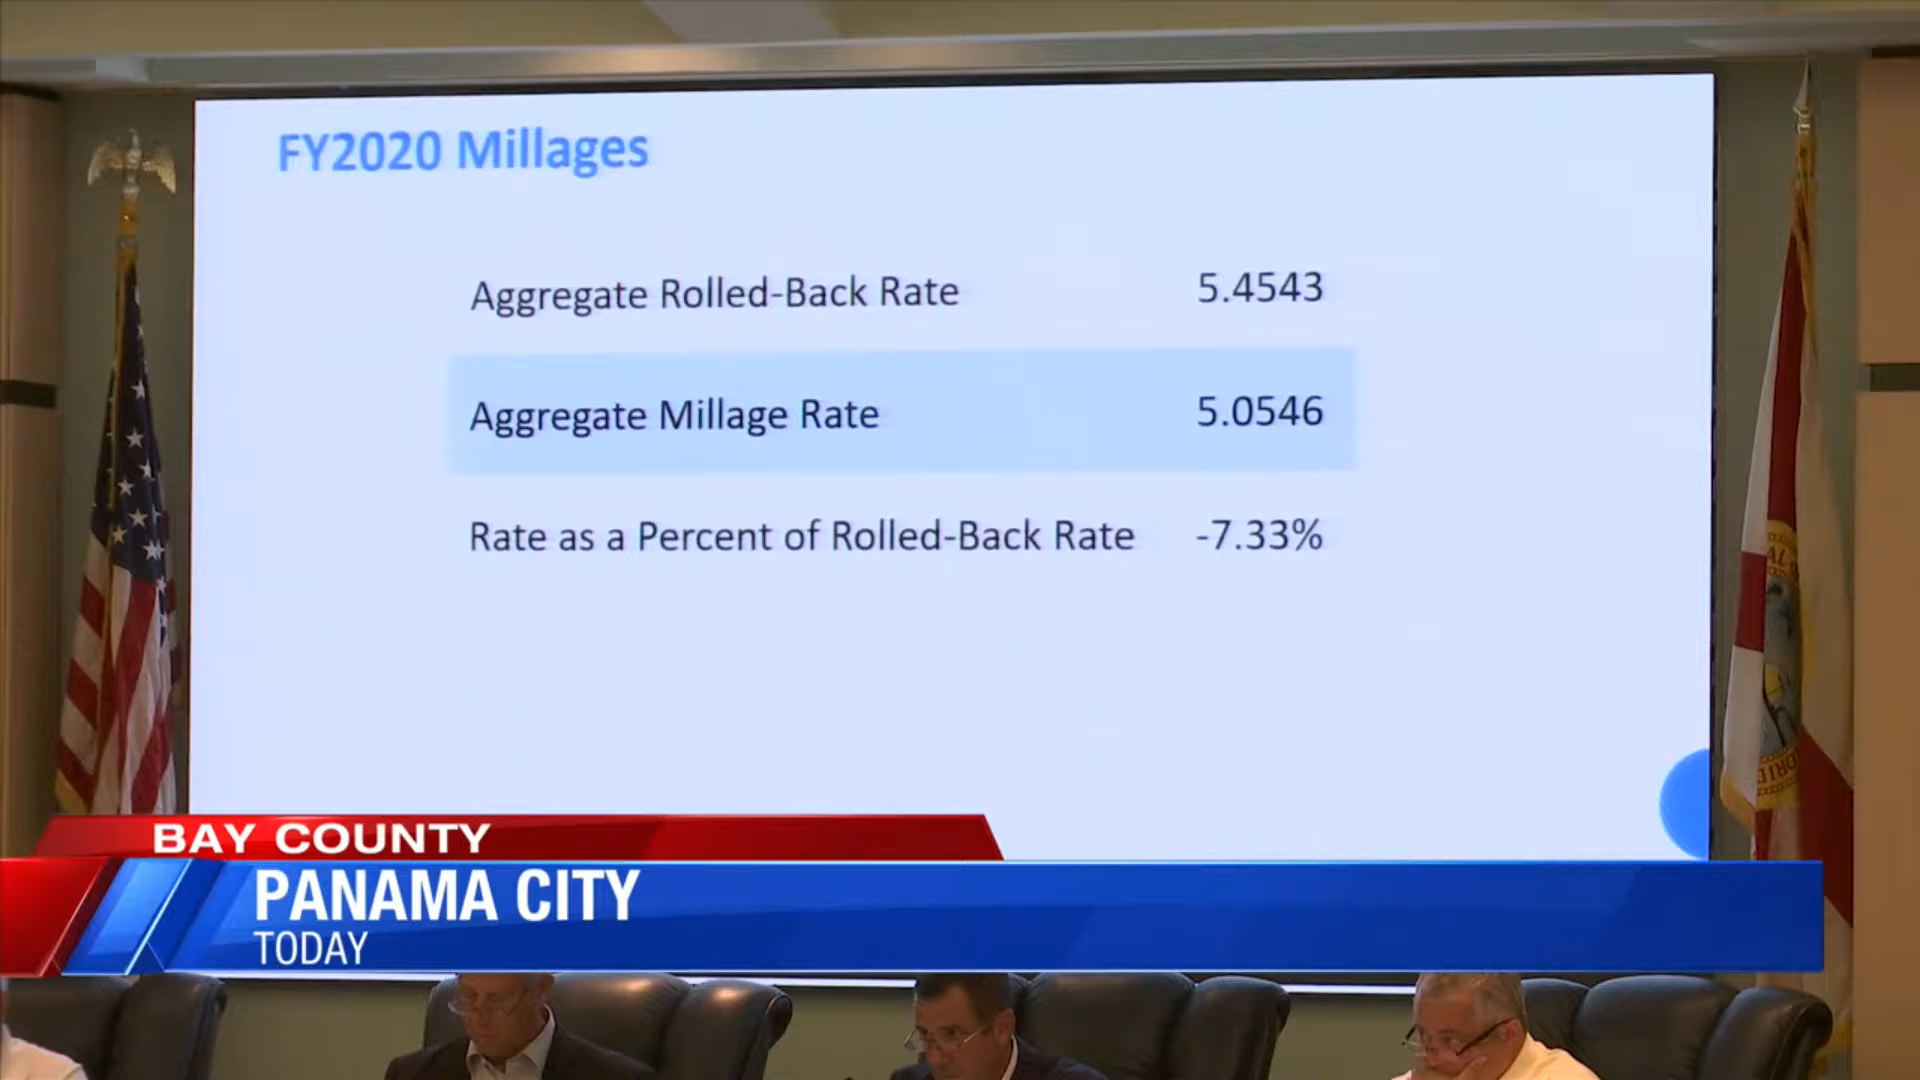 FY2020 Millages
Aggregate Rolled-Back Rate 5.4543
Aggregate Millage Rate 5.0546
Rate as a Percent of Rolled-Back Rate -7.33%
BAY COUNTY
PANAMA CITY
TODAY